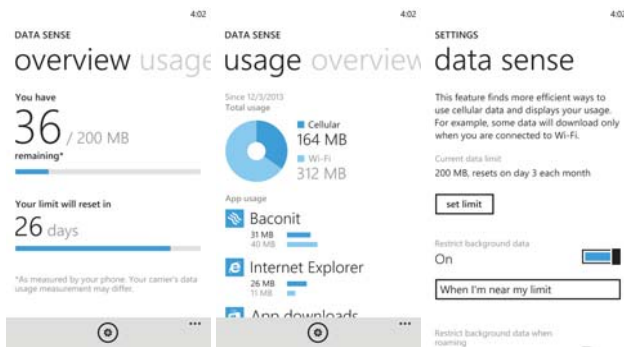 4:02
DATA SENSE
overview usage
You have
36 / 200 MB
remaining*
Your limit will reset in
26 days
*As measured by your phone. Your carrier's data
usage measurement may differ.
4:02
DATA SENSE
usage overview
Since 12/3/2013
Total usage
Cellular
164 MB
Wi-Fi
312 MB
App usage
Baconit
31 MB
40 MB
Internet Explorer
26 MB
11 MB
App downloads
4:02
SETTINGS
data sense
This feature finds more efficient ways to
use cellular data and displays your usage.
For example, some data will download only
when you are connected to Wi-Fi.
Current data limit
200 MB, resets on day 3 each month
set limit
Restrict background data
On
When I'm near my limit
Restrict background data when
roaming